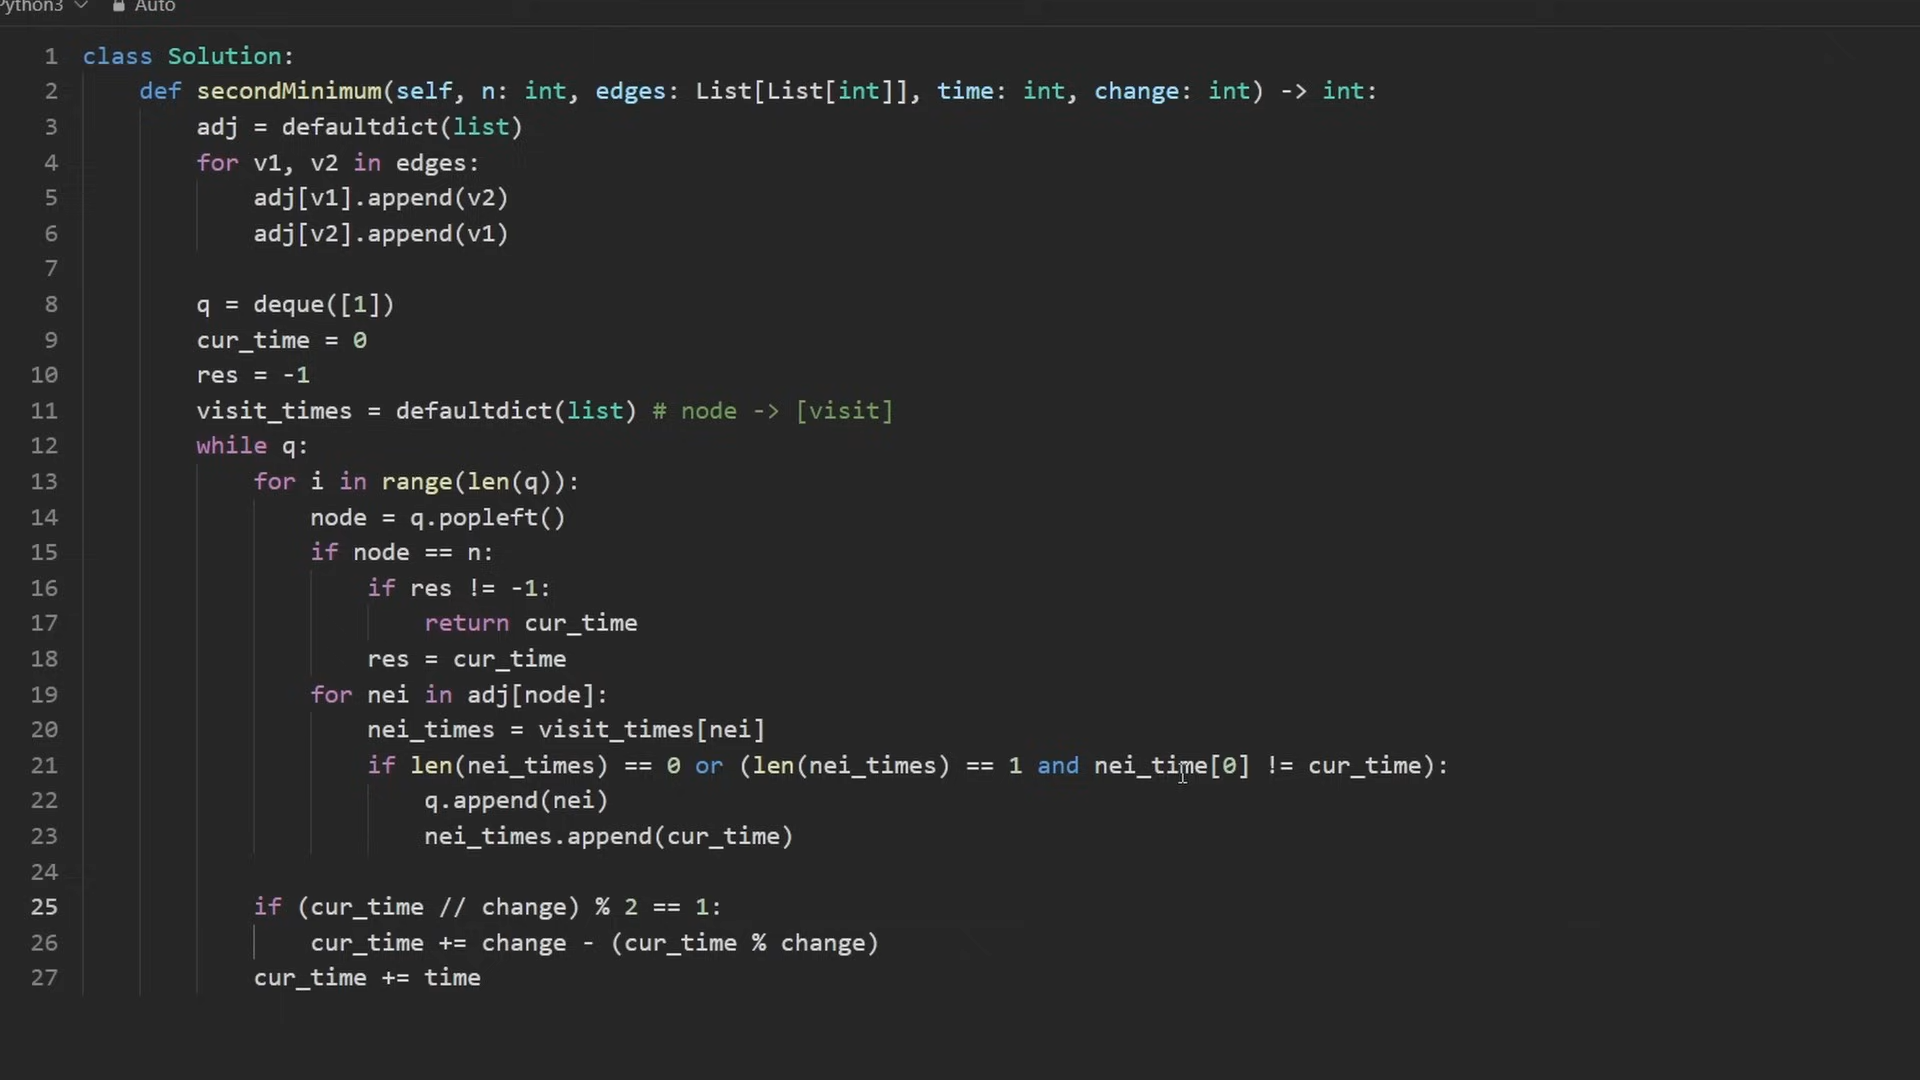 Python3 Auto
1 class Solution:
2 def secondMinimum(self, n: int, edges: List[List[int]], time: int, change: int) -> int:
3 adj = defaultdict(list)
4 for v1, v2 in edges:
5 adj[v1].append(v2)
6 adj[v2].append(v1)
7
8 q = deque([1])
9 cur_time = 0
10 res = -1
11 visit_times = defaultdict(list) # node -> [visit]
12 while q:
13 for i in range(len(q)):
14 node = q.popleft()
15 if node == n:
16 if res != -1:
17 return cur_time
18 res = cur_time
19 for nei in adj[node]:
20 nei_times = visit_times[nei]
21 if len(nei_times) == 0 or (len(nei_times) == 1 and nei_time[0] != cur_time):
22 q.append(nei)
23 nei_times.append(cur_time)
24
25 if (cur_time // change) % 2 == 1:
26 cur_time += change - (cur_time % change)
27 cur_time += time